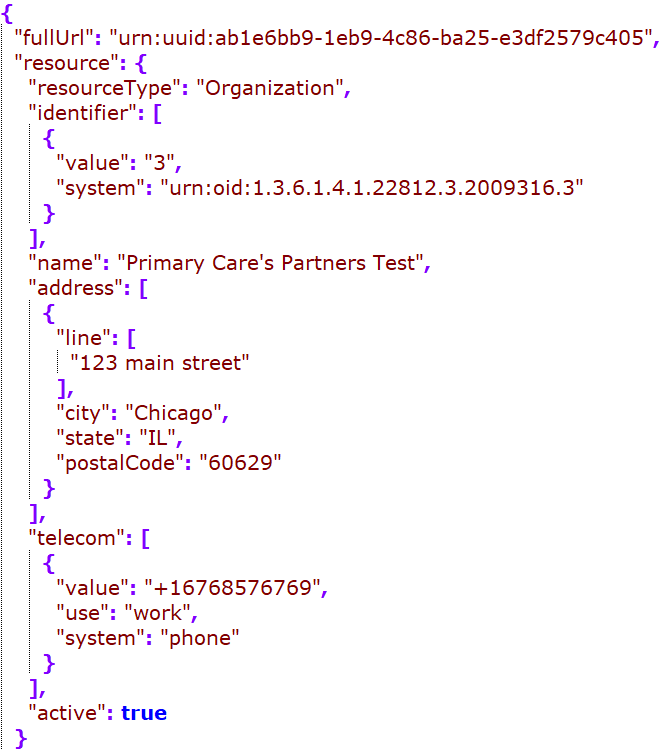 {
"fullUrl": "urn:uuid:ab1e6bb9-1eb9-4c86-ba25-e3df2579c405",
"resource": {
"resourceType": "Organization",
"identifier": [
{
"value": "3",
"system": "urn:oid:1.3.6.1.4.1.22812.3.2009316.3"
}
],
"name": "Primary Care's Partners Test",
"address": [
{
"line": [
"123 main street"
],
"city": "Chicago",
"state": "IL",
"postalCode": "60629"
}
],
"telecom": [
{
"value": "+16768576769",
"use": "work",
"system": "phone"
}
],
"active": true
}